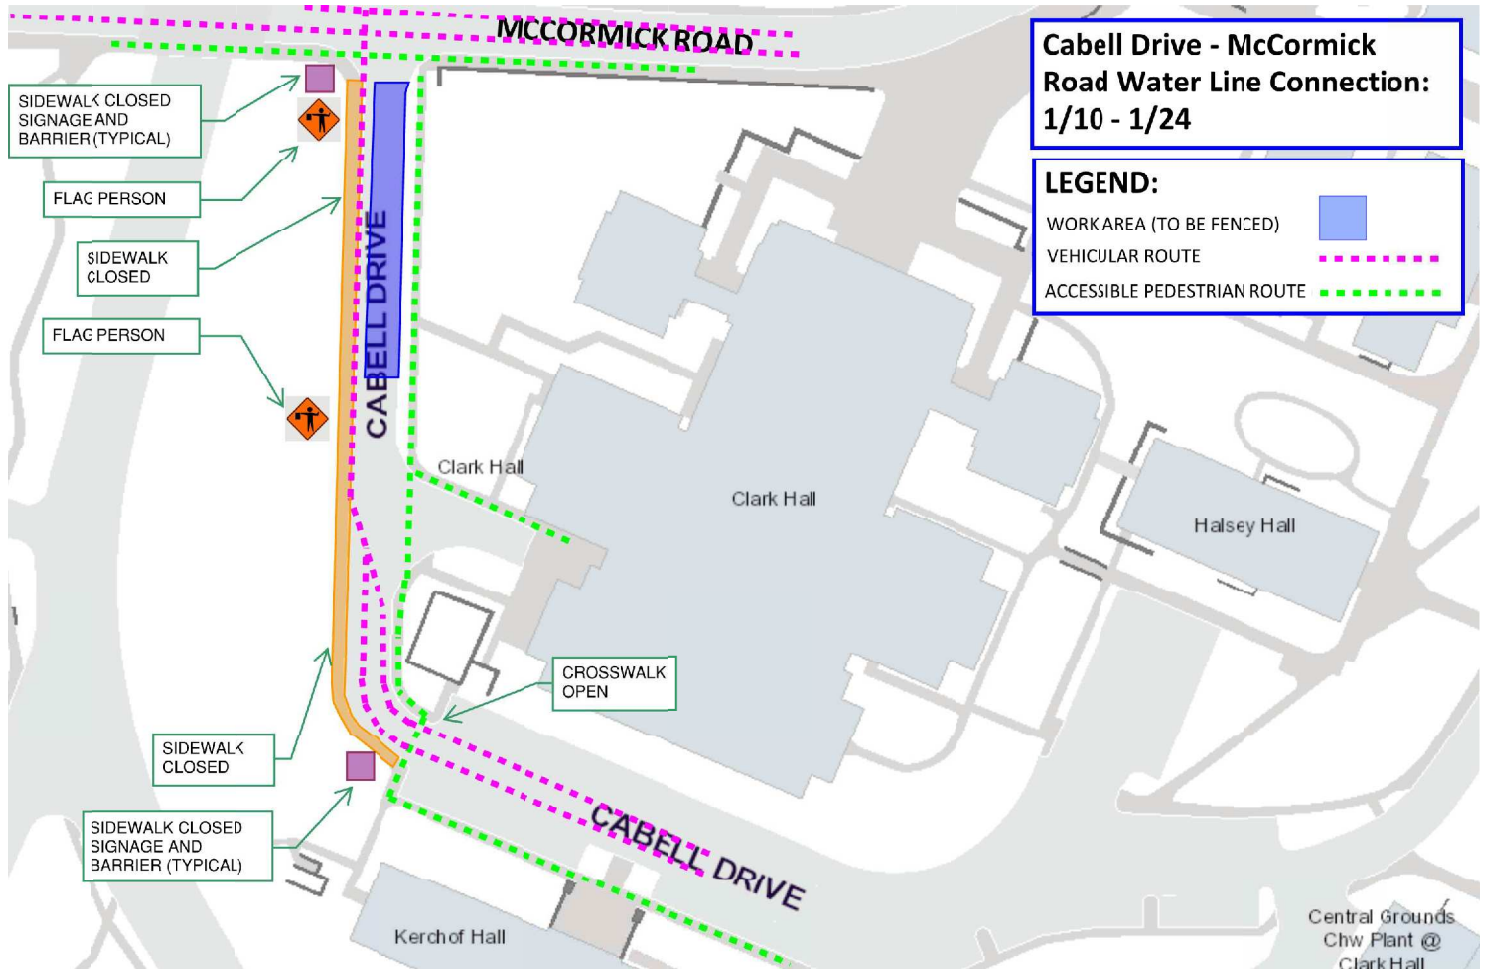 MCCORMICK ROAD
Cabell Drive - McCormick
Road Water Line Connection:
1/10 - 1/24
LEGEND:
WORK AREA (TO BE FENCED)
VEHICULAR ROUTE
ACCESSIBLE PEDESTRIAN ROUTE
SIDEWALK CLOSED
SIGNAGE AND
BARRIER (TYPICAL)
FLAG PERSON
SIDEWALK
CLOSED
FLAG PERSON
CABELL DRIVE
Clark Hall
Clark Hall
Halsey Hall
CROSSWALK
OPEN
SIDEWALK
CLOSED
SIDEWALK CLOSED
SIGNAGE AND
BARRIER (TYPICAL)
CABELL DRIVE
Kerchof Hall
Central Grounds
Chw Plant @
Clark Hall